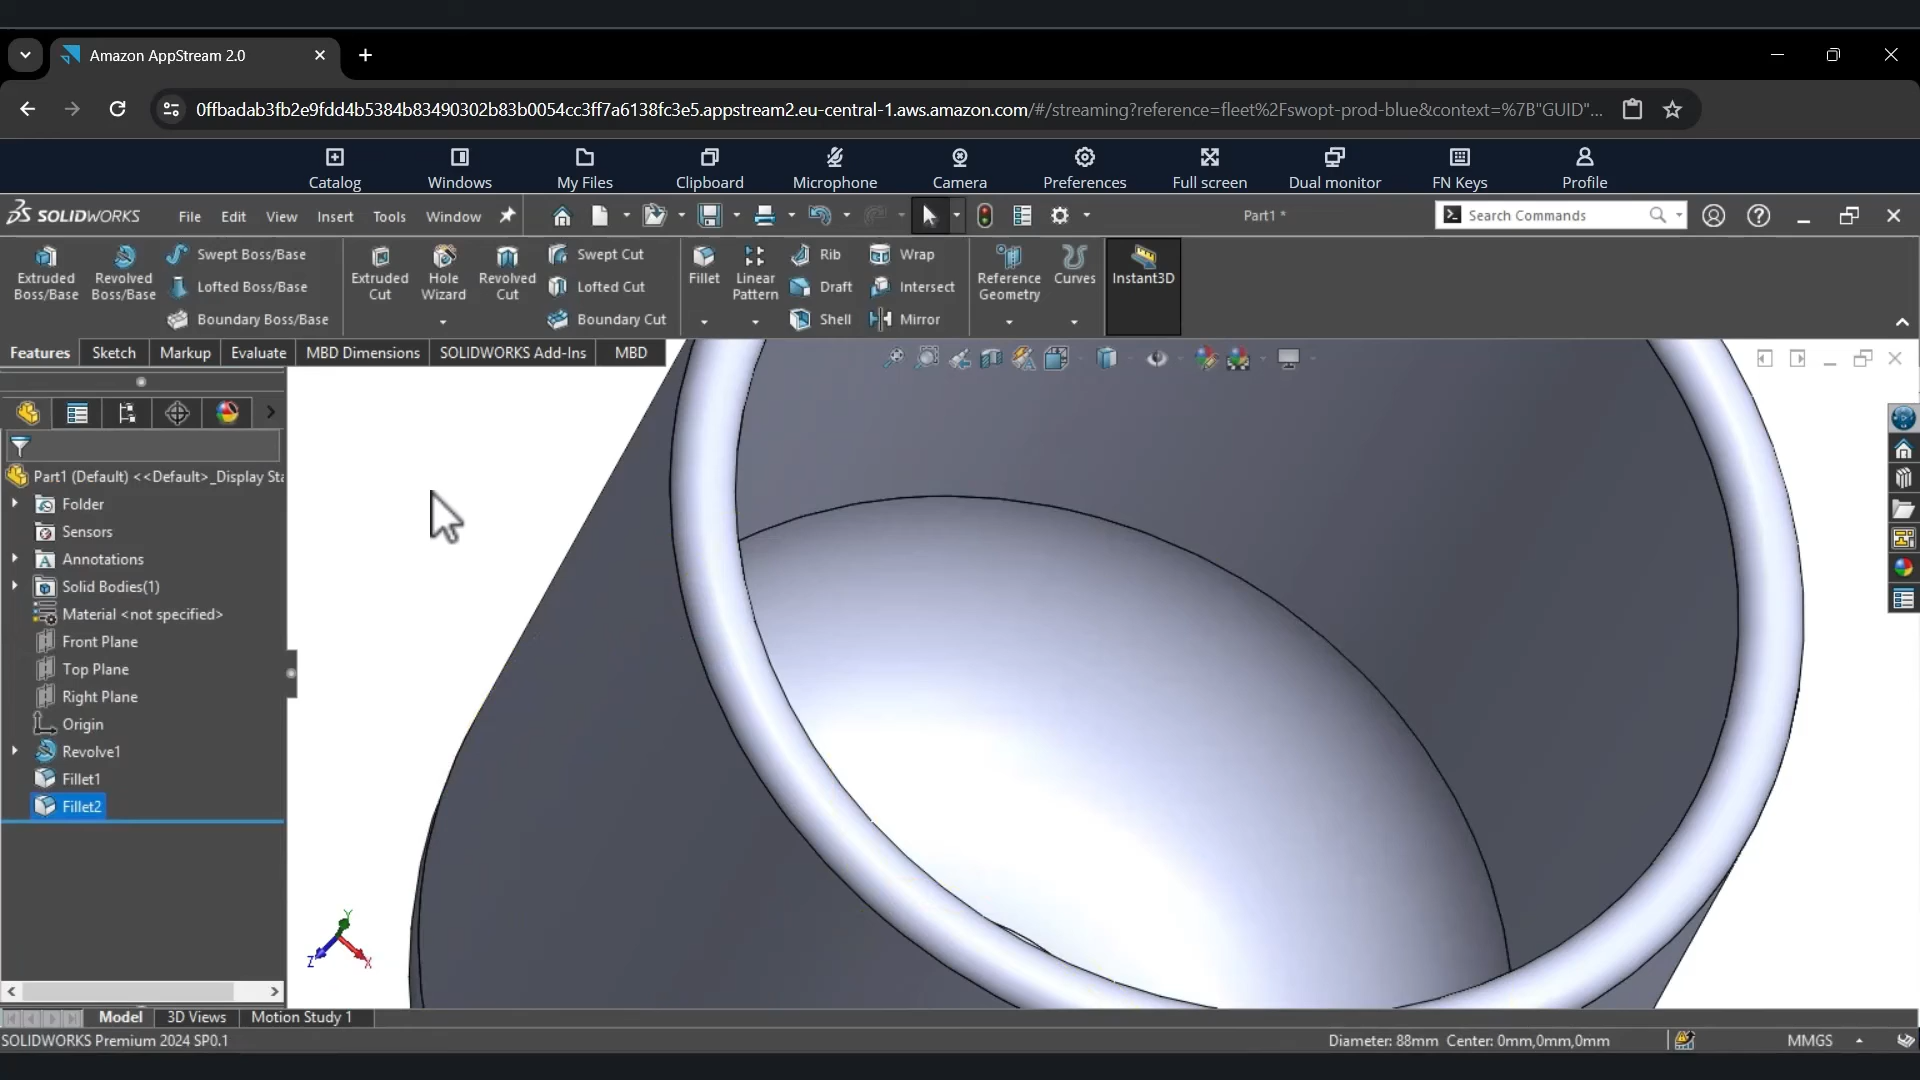 Amazon AppStream 2.0
0ffbadab3fb2e9fdd4b5384b83490302b83b0054cc3ff7a6138fc3e5.appstream2.eu-central-1.aws.amazon.com/#/streaming?reference=fleet%2Fswopt-prod-blue&context=%7B"GUID"...
Catalog Windows My Files Clipboard Microphone Camera Preferences Full screen Dual monitor FN Keys Profile
SOLIDWORKS File Edit View Insert Tools Window Part1 * Search Commands
Extruded Boss/Base
Revolved Boss/Base
Swept Boss/Base
Lofted Boss/Base
Boundary Boss/Base
Extruded Cut
Hole Wizard
Revolved Cut
Swept Cut
Lofted Cut
Boundary Cut
Fillet
Linear Pattern
Rib
Draft
Shell
Wrap
Intersect
Mirror
Reference Geometry
Curves
Instant3D
Features Sketch Markup Evaluate MBD Dimensions SOLIDWORKS Add-Ins MBD
Part1 (Default) <<Default>_Display Sta
Folder
Sensors
Annotations
Solid Bodies(1)
Material <not specified>
Front Plane
Top Plane
Right Plane
Origin
Revolve1
Fillet1
Fillet2
Y
Z
X
Model 3D Views Motion Study 1
SOLIDWORKS Premium 2024 SP0.1 Diameter: 88mm Center: 0mm,0mm,0mm MMGS